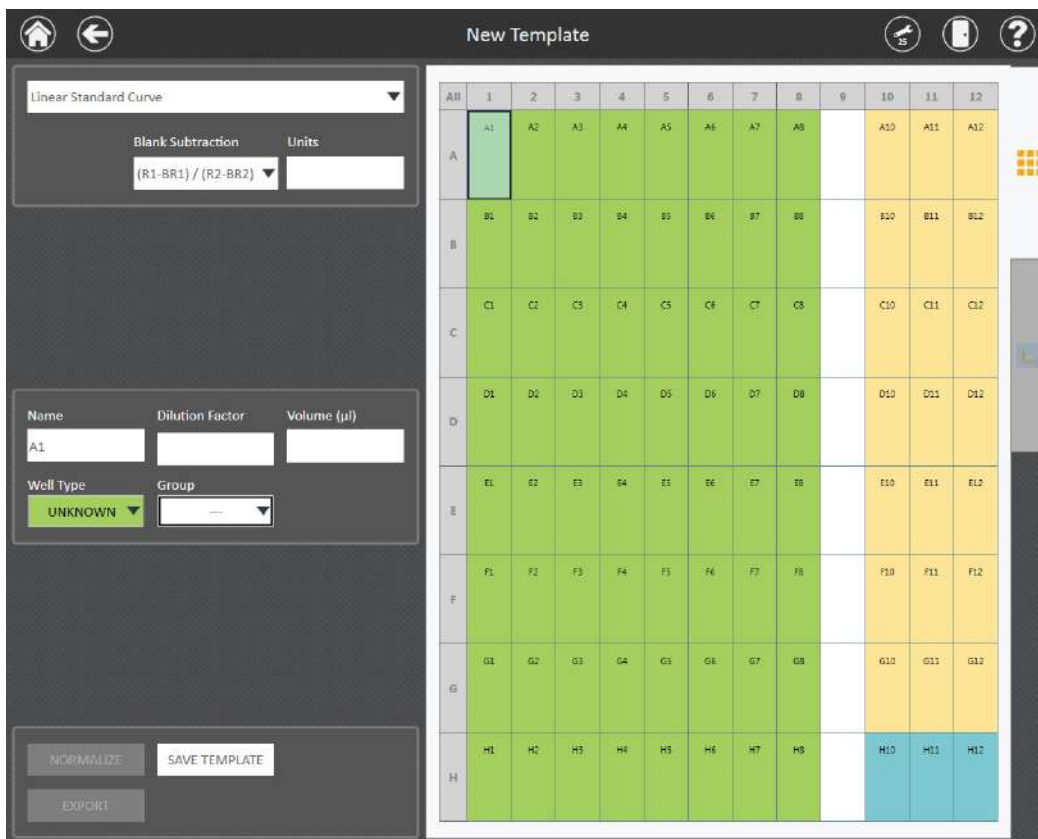 New Template
25
?
Linear Standard Curve
Blank Subtraction Units
(R1-BR1) / (R2-BR2)
Name Dilution Factor Volume (µl)
A1
Well Type Group
UNKNOWN ---
NORMALIZE SAVE TEMPLATE
EXPORT
All 1 2 3 4 5 6 7 8 9 10 11 12
A A1 A2 A3 A4 A5 A6 A7 A8 A10 A11 A12
B B1 B2 B3 B4 B5 B6 B7 B8 B10 B11 B12
C C1 C2 C3 C4 C5 C6 C7 C8 C10 C11 C12
D D1 D2 D3 D4 D5 D6 D7 D8 D10 D11 D12
E E1 E2 E3 E4 E5 E6 E7 E8 E10 E11 E12
F F1 F2 F3 F4 F5 F6 F7 F8 F10 F11 F12
G G1 G2 G3 G4 G5 G6 G7 G8 G10 G11 G12
H H1 H2 H3 H4 H5 H6 H7 H8 H10 H11 H12